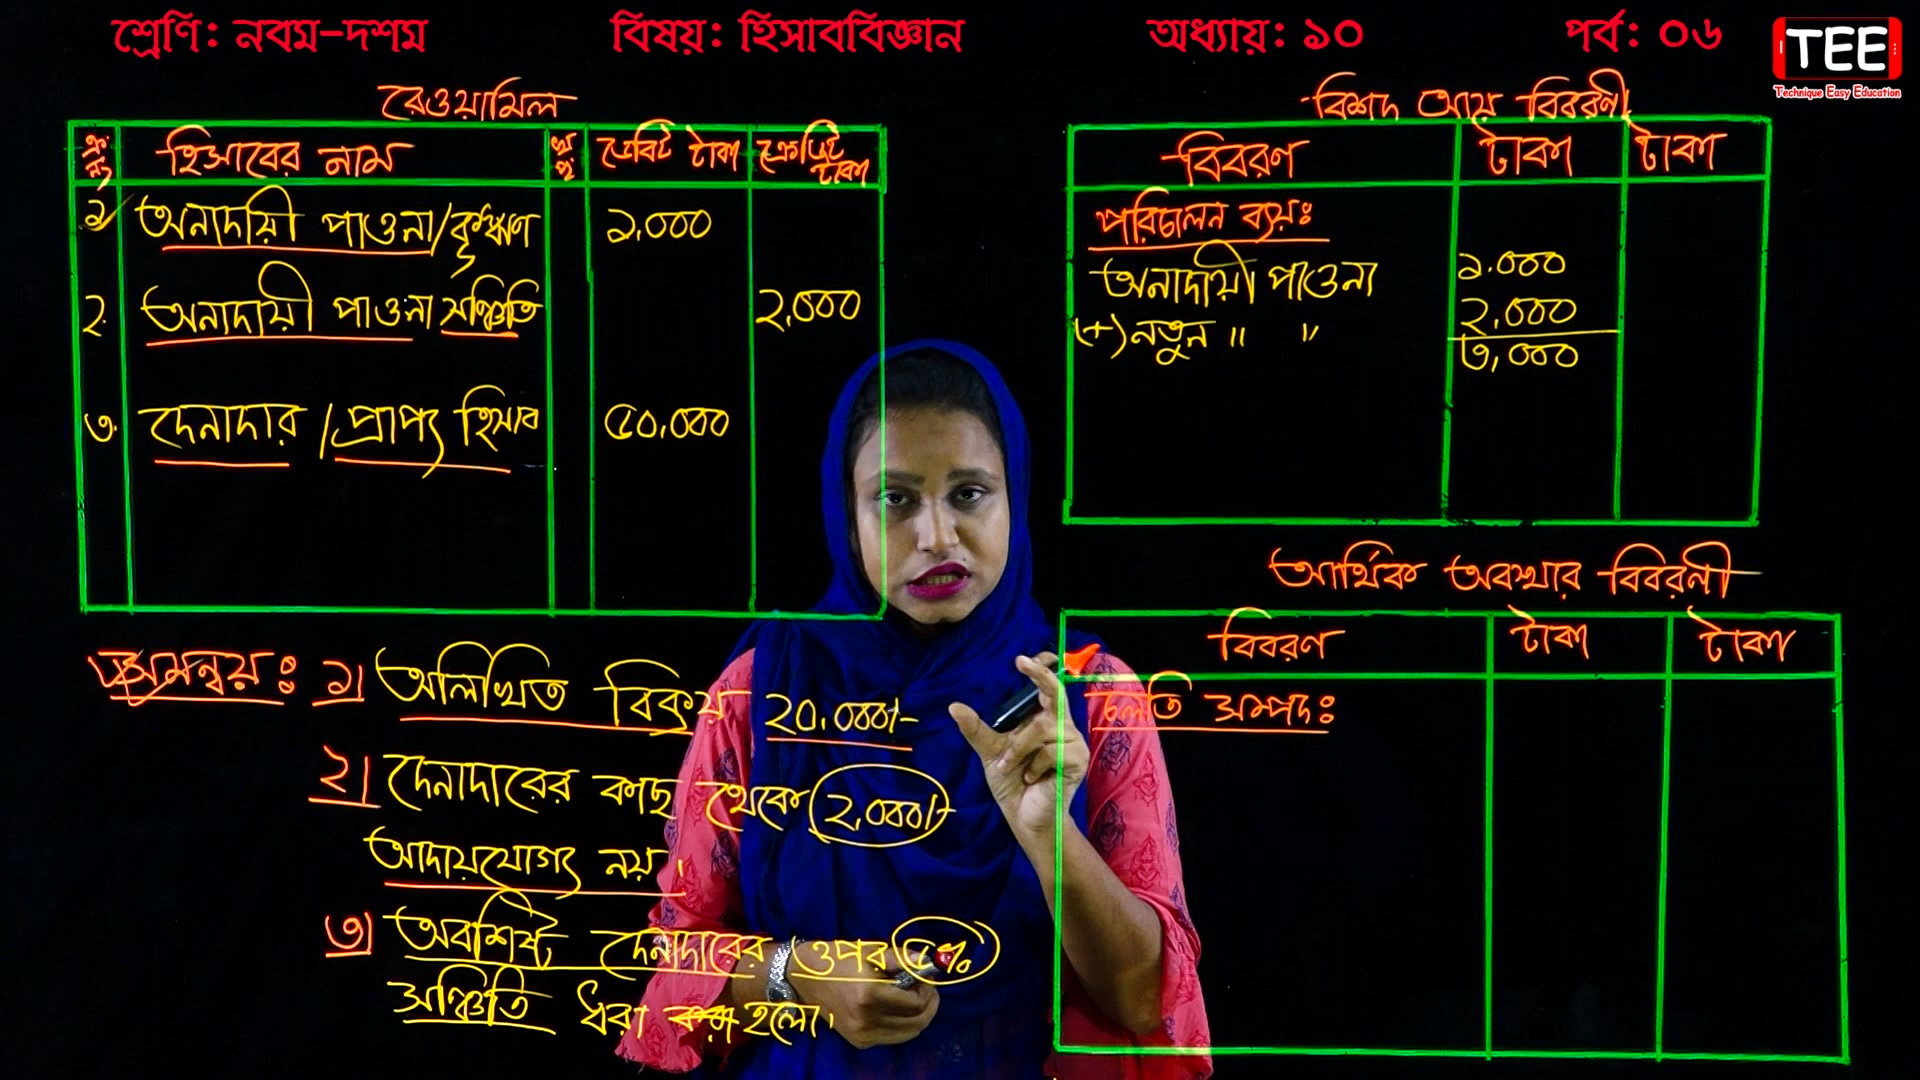 শ্রেণি: নবম-দশম
বিষয়: হিসাববিজ্ঞান
অধ্যায়: ১০
পর্ব: ০৬
TEE
Technique Easy Education
রেওয়ামিল
ক্র: নং হিসাবের নাম খ: পৃ: ডেবিট টাকা ক্রেডিট টাকা
১ অনাদায়ী পাওনা/কুঋণ ১,০০০
২. অনাদায়ী পাওনা সঞ্চিতি ২,০০০
৩. দেনাদার / প্রাপ্য হিসাব ৫০,০০০
সমন্বয়ঃ ১। অলিখিত বিক্রয় ২০,০০০/-
২। দেনাদারের কাছ থেকে ২,০০০/-
আদায়যোগ্য নয়।
৩। অবশিষ্ট দেনাদারের ওপর ৫%
সঞ্চিতি ধরা হলো।
বিশদ আয় বিবরণী
বিবরণ টাকা টাকা
পরিচালন ব্যয়ঃ
অনাদায়ী পাওনা ১.০০০
(+) নতুন " " ২,০০০
৩,০০০
আর্থিক অবস্থার বিবরণী
বিবরণ টাকা টাকা
চলতি সম্পদঃ